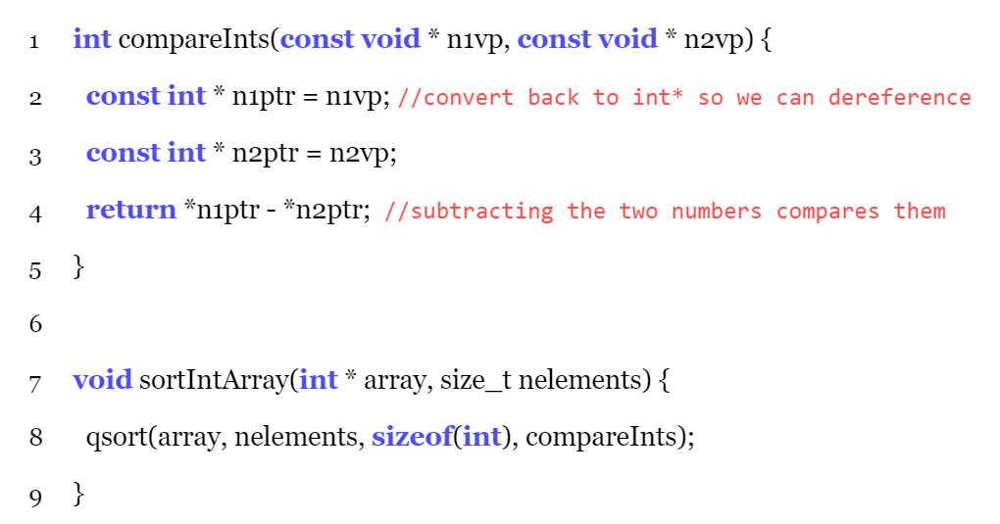 1 int compareInts(const void * n1vp, const void * n2vp) {
2 const int * n1ptr = n1vp; //convert back to int* so we can dereference
3 const int * n2ptr = n2vp;
4 return *n1ptr - *n2ptr; //subtracting the two numbers compares them
5 }
6
7 void sortIntArray(int * array, size_t nelements) {
8 qsort(array, nelements, sizeof(int), compareInts);
9 }